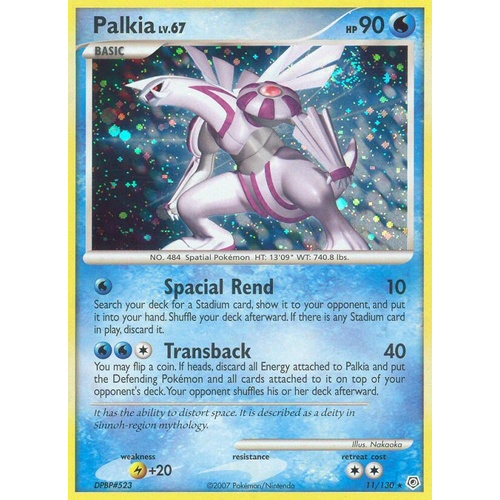 Palkia LV.67 HP 90
BASIC
NO. 484 Spatial Pokémon HT: 13'09" WT: 740.8 lbs.
Spacial Rend 10
Search your deck for a Stadium card, show it to your opponent, and put
it into your hand. Shuffle your deck afterward. If there is any Stadium card
in play, discard it.
Transback 40
You may flip a coin. If heads, discard all Energy attached to Palkia and put
the Defending Pokémon and all cards attached to it on top of your
opponent's deck. Your opponent shuffles his or her deck afterward.
It has the ability to distort space. It is described as a deity in
Sinnoh-region mythology.
Illus. Nakaoka
weakness resistance retreat cost
+20
DPBP#523 ©2007 Pokémon/Nintendo 11/130 ★